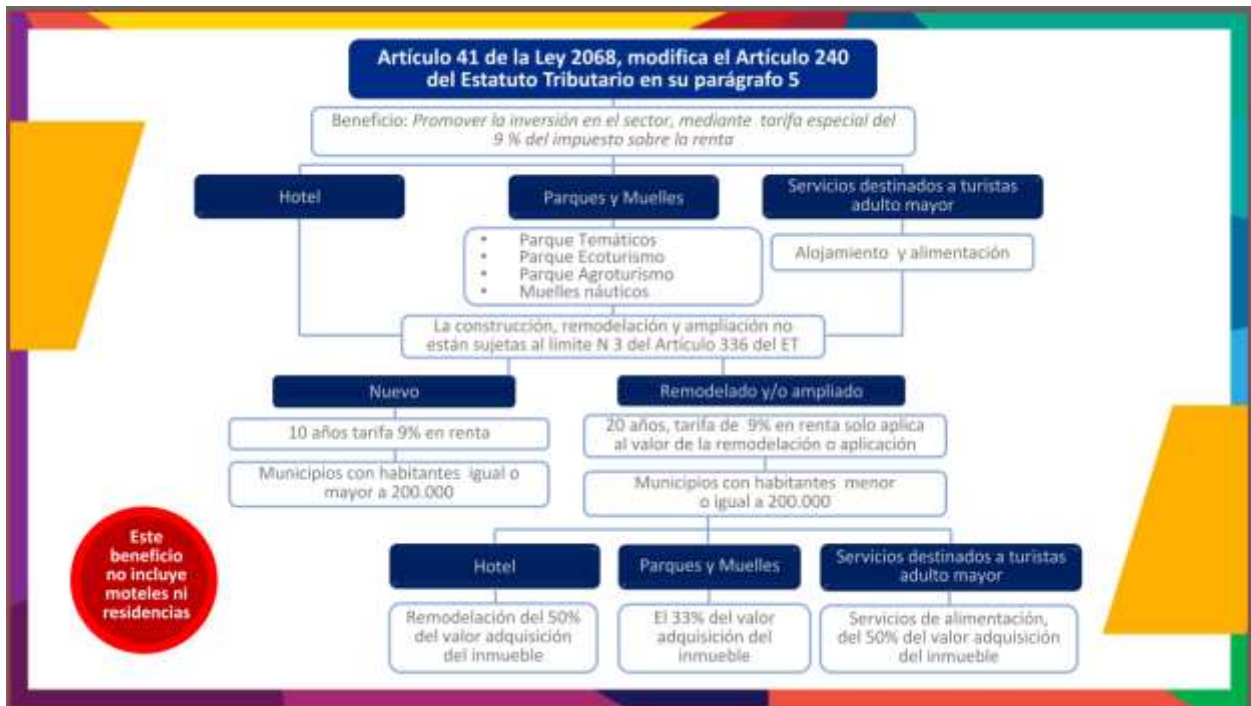 Artículo 41 de la Ley 2068, modifica el Artículo 240
del Estatuto Tributario en su parágrafo 5
Beneficio: Promover la inversión en el sector, mediante tarifa especial del
9 % del impuesto sobre la renta
Hotel
Parques y Muelles
Servicios destinados a turistas
adulto mayor
• Parque Temáticos
• Parque Ecoturismo
• Parque Agroturismo
• Muelles náuticos
Alojamiento y alimentación
La construcción, remodelación y ampliación no
están sujetas al límite N 3 del Artículo 336 del ET
Nuevo
10 años tarifa 9% en renta
Municipios con habitantes igual o
mayor a 200.000
Remodelado y/o ampliado
20 años, tarifa de 9% en renta solo aplica
al valor de la remodelación o aplicación
Municipios con habitantes menor
o igual a 200.000
Este
beneficio
no incluye
moteles ni
residencias
Hotel
Remodelación del 50%
del valor adquisición
del inmueble
Parques y Muelles
El 33% del valor
adquisición del
inmueble
Servicios destinados a turistas
adulto mayor
Servicios de alimentación,
del 50% del valor adquisición
del inmueble